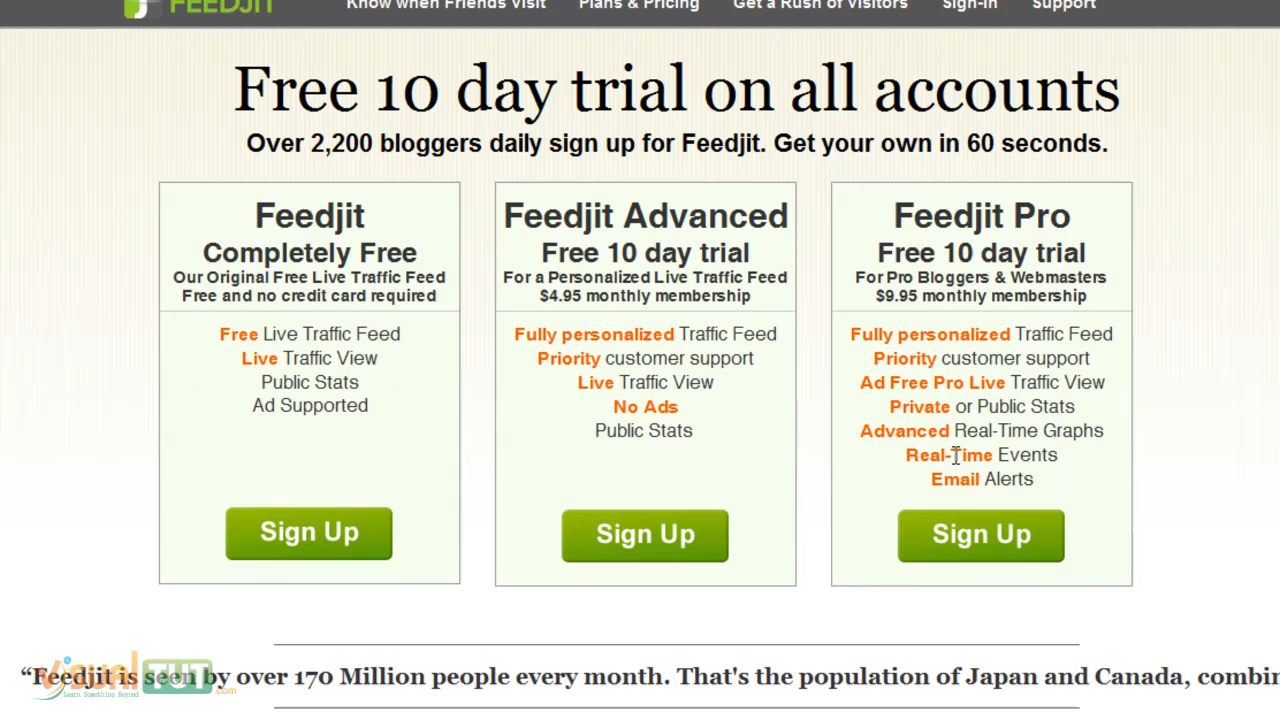 FEEDJIT
Know when Friends Visit Plans & Pricing Get a Rush of Visitors Sign-in Support
Free 10 day trial on all accounts
Over 2,200 bloggers daily sign up for Feedjit. Get your own in 60 seconds.
Feedjit
Completely Free
Our Original Free Live Traffic Feed
Free and no credit card required
Free Live Traffic Feed
Live Traffic View
Public Stats
Ad Supported
Sign Up
Feedjit Advanced
Free 10 day trial
For a Personalized Live Traffic Feed
$4.95 monthly membership
Fully personalized Traffic Feed
Priority customer support
Live Traffic View
No Ads
Public Stats
Sign Up
Feedjit Pro
Free 10 day trial
For Pro Bloggers & Webmasters
$9.95 monthly membership
Fully personalized Traffic Feed
Priority customer support
Ad Free Pro Live Traffic View
Private or Public Stats
Advanced Real-Time Graphs
Real-Time Events
Email Alerts
Sign Up
“Feedjit is seen by over 170 Million people every month. That's the population of Japan and Canada, combin
Visual TUT.com
Learn Something Beyond